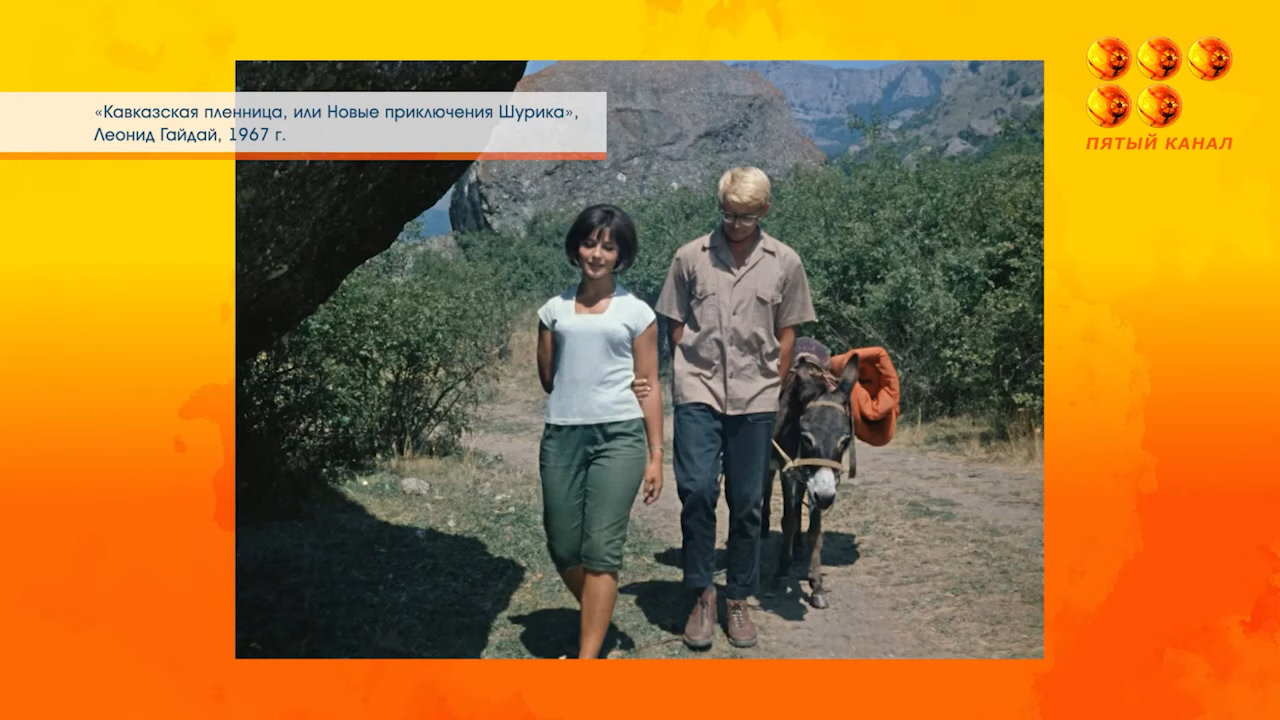 «Кавказская пленница, или Новые приключения Шурика»,
Леонид Гайдай, 1967 г.
ПЯТЫЙ КАНАЛ